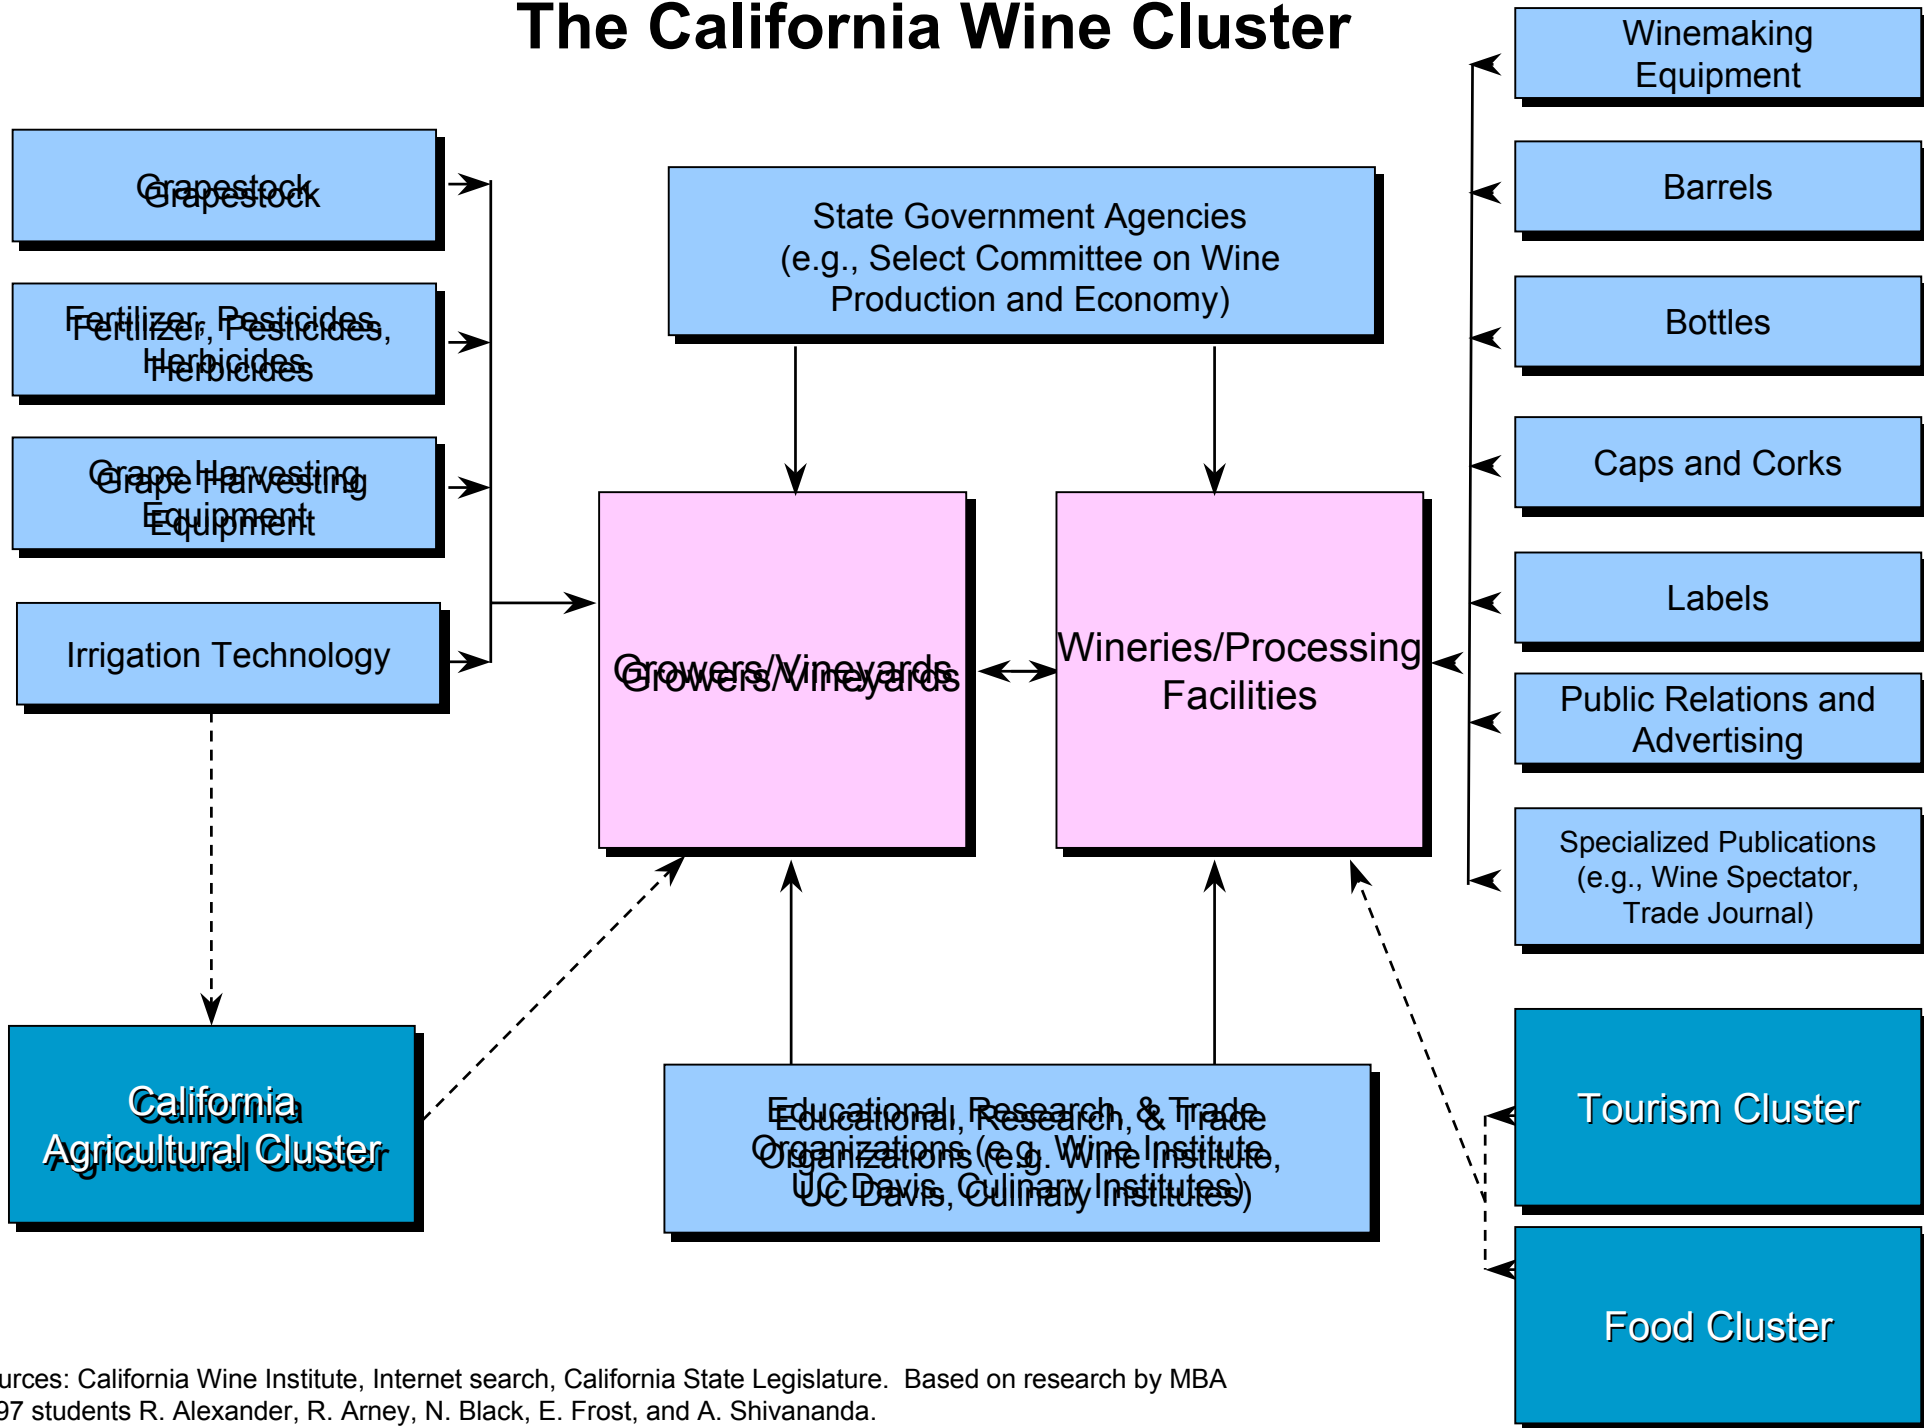 The California Wine Cluster
Grapestock
Fertilizer, Pesticides,
Herbicides
Grape Harvesting
Equipment
Irrigation Technology
State Government Agencies
(e.g., Select Committee on Wine
Production and Economy)
Growers/Vineyards
Wineries/Processing
Facilities
Winemaking
Equipment
Barrels
Bottles
Caps and Corks
Labels
Public Relations and
Advertising
Specialized Publications
(e.g., Wine Spectator,
Trade Journal)
California
Agricultural Cluster
Educational, Research, & Trade
Organizations (e.g. Wine Institute,
UC Davis, Culinary Institutes)
Tourism Cluster
Food Cluster
urces: California Wine Institute, Internet search, California State Legislature. Based on research by MBA
97 students R. Alexander, R. Arney, N. Black, E. Frost, and A. Shivananda.